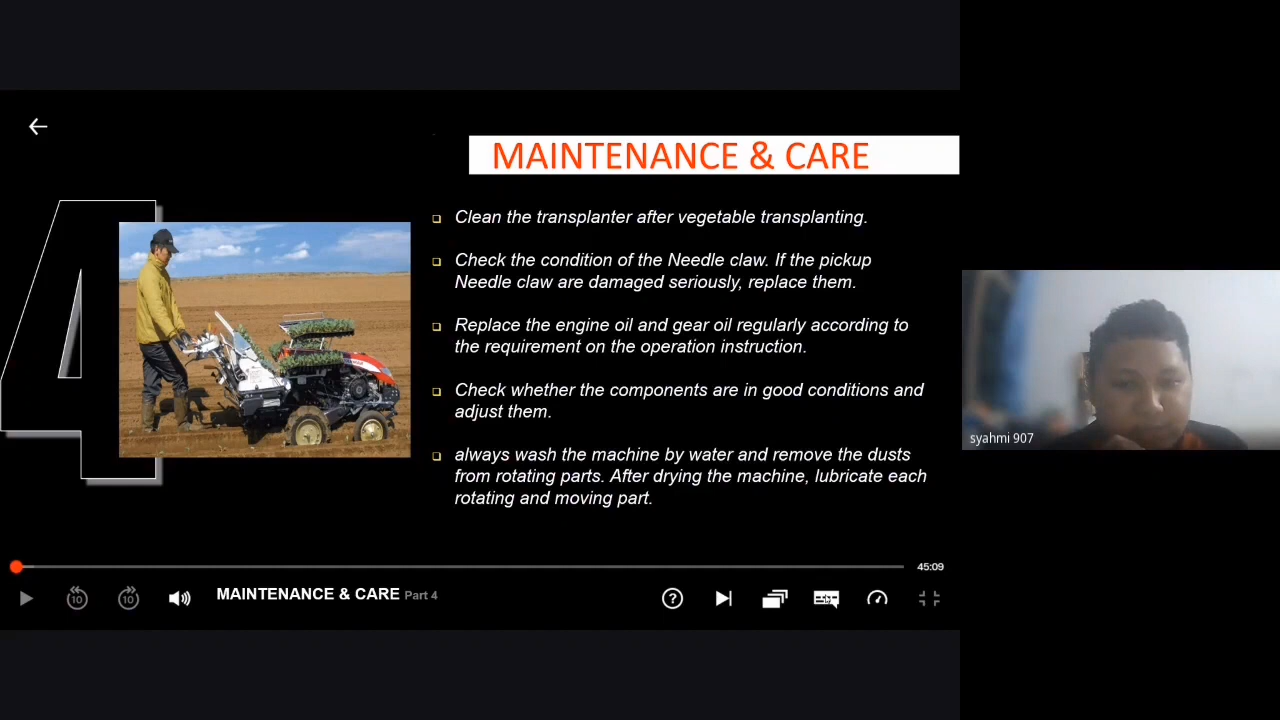 MAINTENANCE & CARE
Clean the transplanter after vegetable transplanting.
Check the condition of the Needle claw. If the pickup
Needle claw are damaged seriously, replace them.
Replace the engine oil and gear oil regularly according to
the requirement on the operation instruction.
Check whether the components are in good conditions and
adjust them.
always wash the machine by water and remove the dusts
from rotating parts. After drying the machine, lubricate each
rotating and moving part.
4
syahmi 907
45:09
10
10
MAINTENANCE & CARE Part 4
?